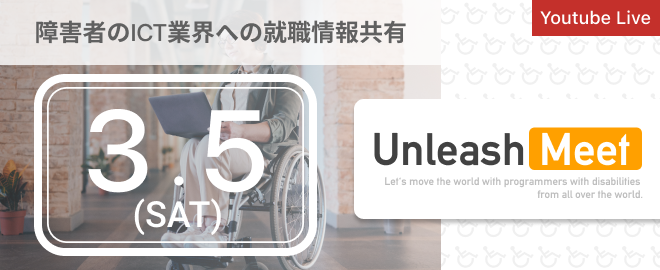 障害者のICT業界への就職情報共有
Youtube Live
3.5
(SAT)
Unleash Meet
Let's move the world with programmers with disabilities
from all over the world.